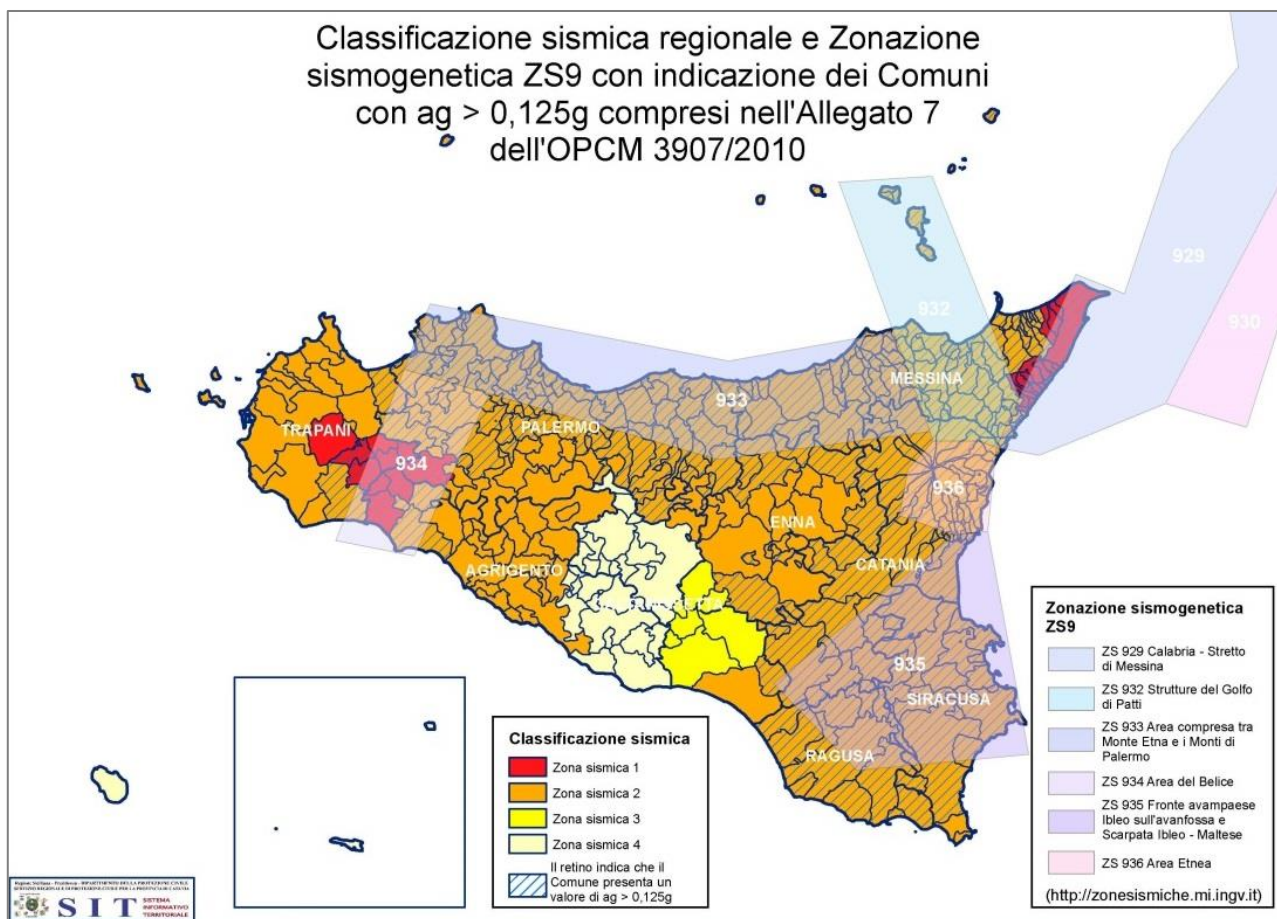 Classificazione sismica regionale e Zonazione
sismogenetica ZS9 con indicazione dei Comuni
con ag > 0,125g compresi nell'Allegato 7
dell'OPCM 3907/2010
929
932
930
MESSINA
933
TRAPANI
PALERMO
934
936
ENNA
AGRIGENTO
CATANIA
935
SIRACUSA
RAGUSA
Classificazione sismica
Zona sismica 1
Zona sismica 2
Zona sismica 3
Zona sismica 4
Il retino indica che il
Comune presenta un
valore di ag > 0,125g
Zonazione sismogenetica
ZS9
ZS 929 Calabria - Stretto
di Messina
ZS 932 Strutture del Golfo
di Patti
ZS 933 Area compresa tra
Monte Etna e i Monti di
Palermo
ZS 934 Area del Belice
ZS 935 Fronte avampaese
Ibleo sull'avanfossa e
Scarpata Ibleo - Maltese
ZS 936 Area Etnea
(http://zonesismiche.mi.ingv.it)
SIT
SISTEMA
INFORMATIVO
TERRITORIALE